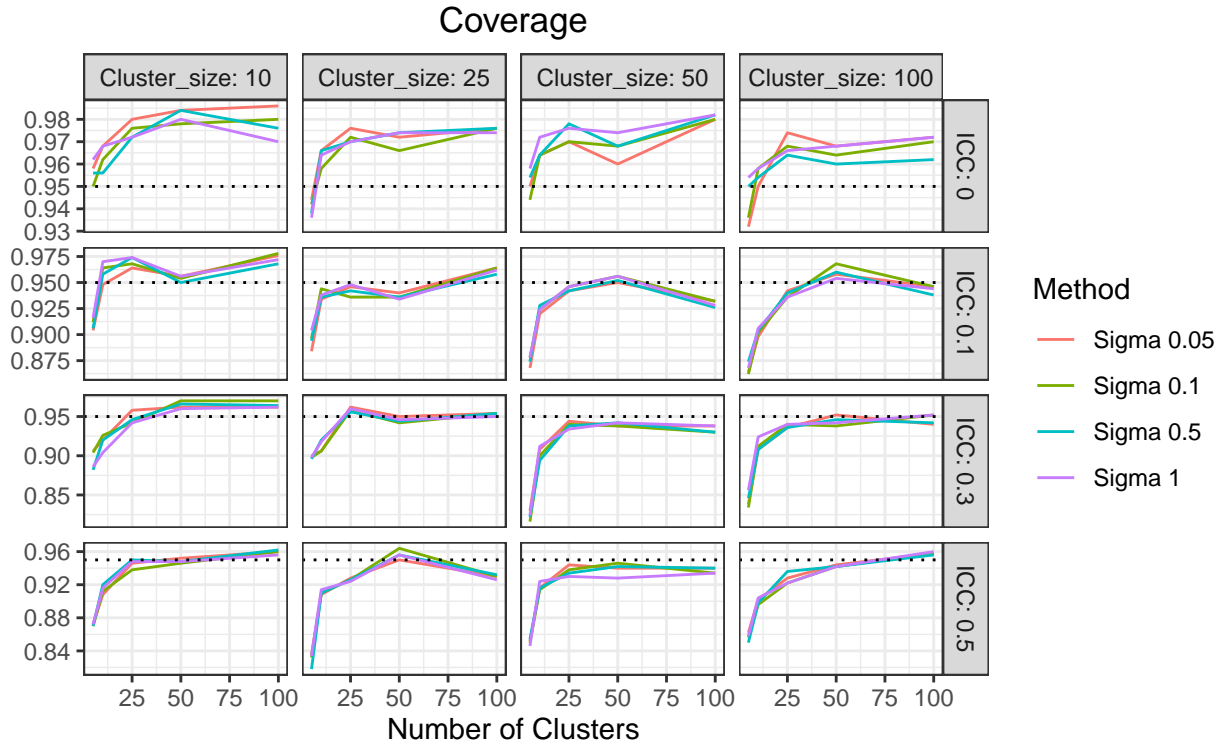 Coverage
Cluster_size: 10 Cluster_size: 25 Cluster_size: 50 Cluster_size: 100
0.98
0.97
0.96
0.95
0.94
0.93
ICC: 0
0.975
0.950
0.925
0.900
0.875
ICC: 0.1
0.95
0.90
0.85
ICC: 0.3
0.96
0.92
0.88
0.84
ICC: 0.5
25 50 75 100 25 50 75 100 25 50 75 100 25 50 75 100
Number of Clusters
Method
Sigma 0.05
Sigma 0.1
Sigma 0.5
Sigma 1